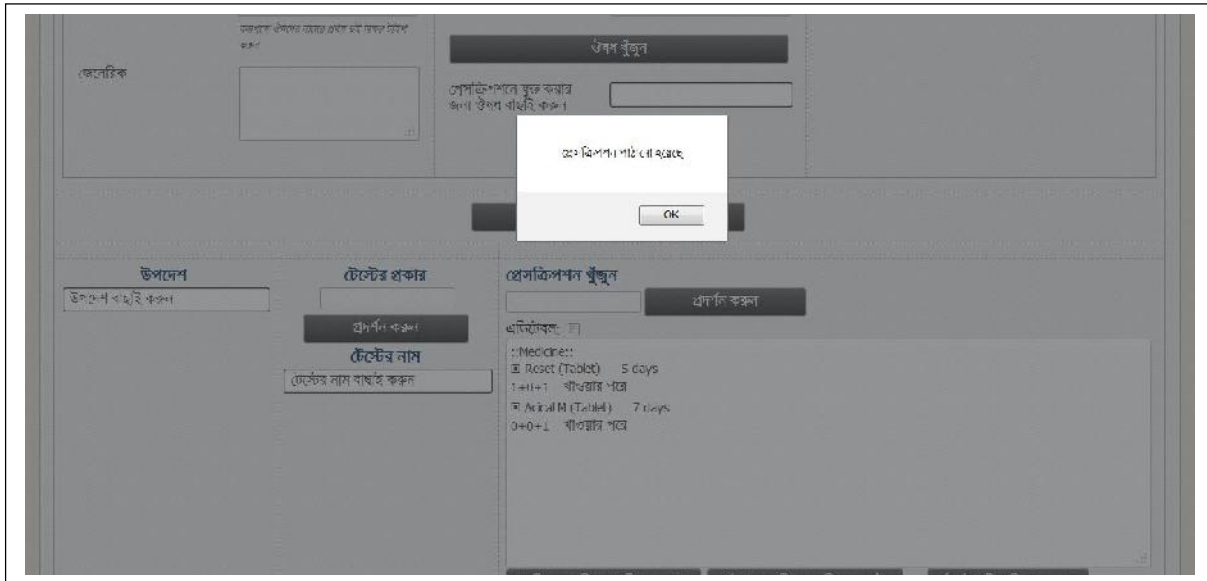 ঔষধ খুঁজুন
জেনেরিক
প্রেসক্রিপশনে যুক্ত করার
জন্য ঔষধ বাছাই করুন
প্রেসক্রিপশন পাঠানো হয়েছে
OK
উপদেশ
উপদেশ বাছাই করুন
টেস্টের প্রকার
প্রদর্শন করুন
টেস্টের নাম
টেস্টের নাম বাছাই করুন
প্রেসক্রিপশন খুঁজুন
প্রদর্শন করুন
এডিটেবল:
::Medicine::
Reset (Tablet) 5 days
1+0+1 খাওয়ার পরে
(Tablet) 7 days
0+0+1 খাওয়ার পরে